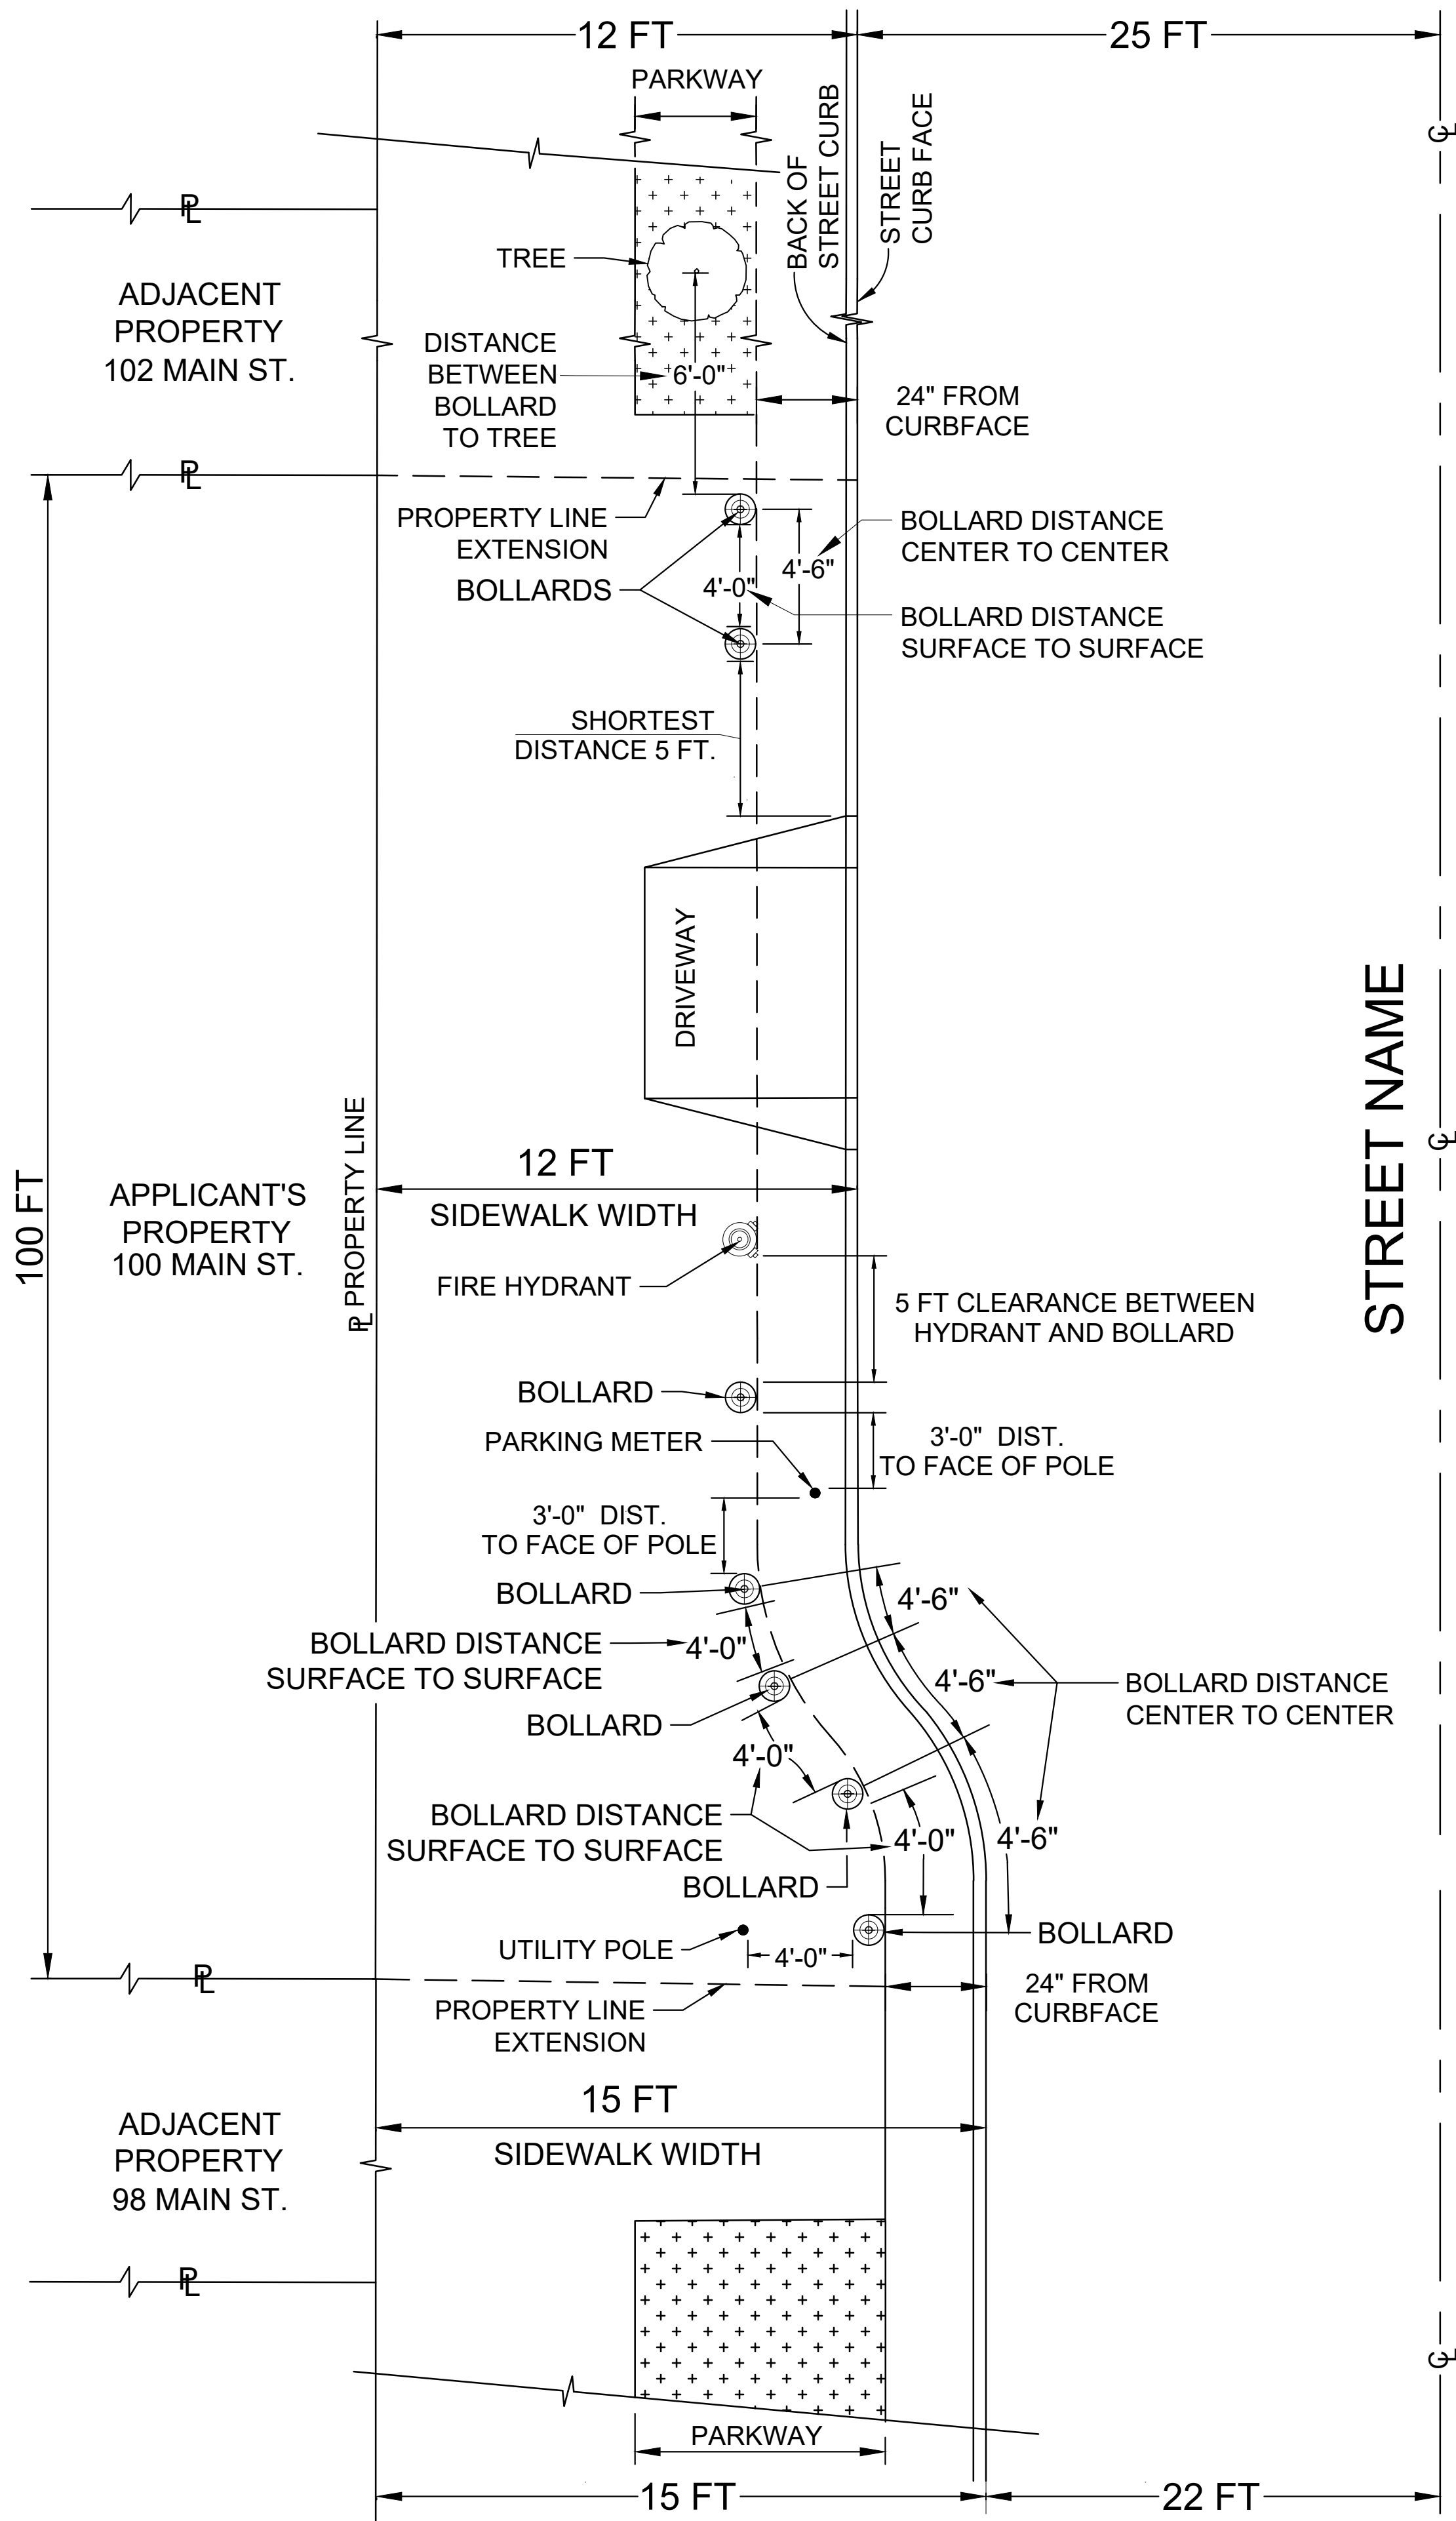 12 FT
25 FT
PARKWAY
BACK OF
STREET CURB
STREET
CURB FACE
℄
℄
℄
PL
TREE
ADJACENT
PROPERTY
102 MAIN ST.
DISTANCE
BETWEEN
BOLLARD
TO TREE
6'-0"
24" FROM
CURBFACE
PL
PROPERTY LINE
EXTENSION
BOLLARD DISTANCE
CENTER TO CENTER
4'-6"
BOLLARDS
4'-0"
BOLLARD DISTANCE
SURFACE TO SURFACE
SHORTEST
DISTANCE 5 FT.
DRIVEWAY
STREET NAME
100 FT
PL PROPERTY LINE
12 FT
SIDEWALK WIDTH
APPLICANT'S
PROPERTY
100 MAIN ST.
FIRE HYDRANT
5 FT CLEARANCE BETWEEN
HYDRANT AND BOLLARD
BOLLARD
PARKING METER
3'-0" DIST.
TO FACE OF POLE
3'-0" DIST.
TO FACE OF POLE
BOLLARD
4'-6"
BOLLARD DISTANCE
SURFACE TO SURFACE
4'-0"
4'-6"
BOLLARD DISTANCE
CENTER TO CENTER
BOLLARD
4'-0"
BOLLARD DISTANCE
SURFACE TO SURFACE
4'-0"
4'-6"
BOLLARD
BOLLARD
UTILITY POLE
4'-0"
PL
24" FROM
CURBFACE
PROPERTY LINE
EXTENSION
15 FT
SIDEWALK WIDTH
ADJACENT
PROPERTY
98 MAIN ST.
PL
PARKWAY
15 FT
22 FT